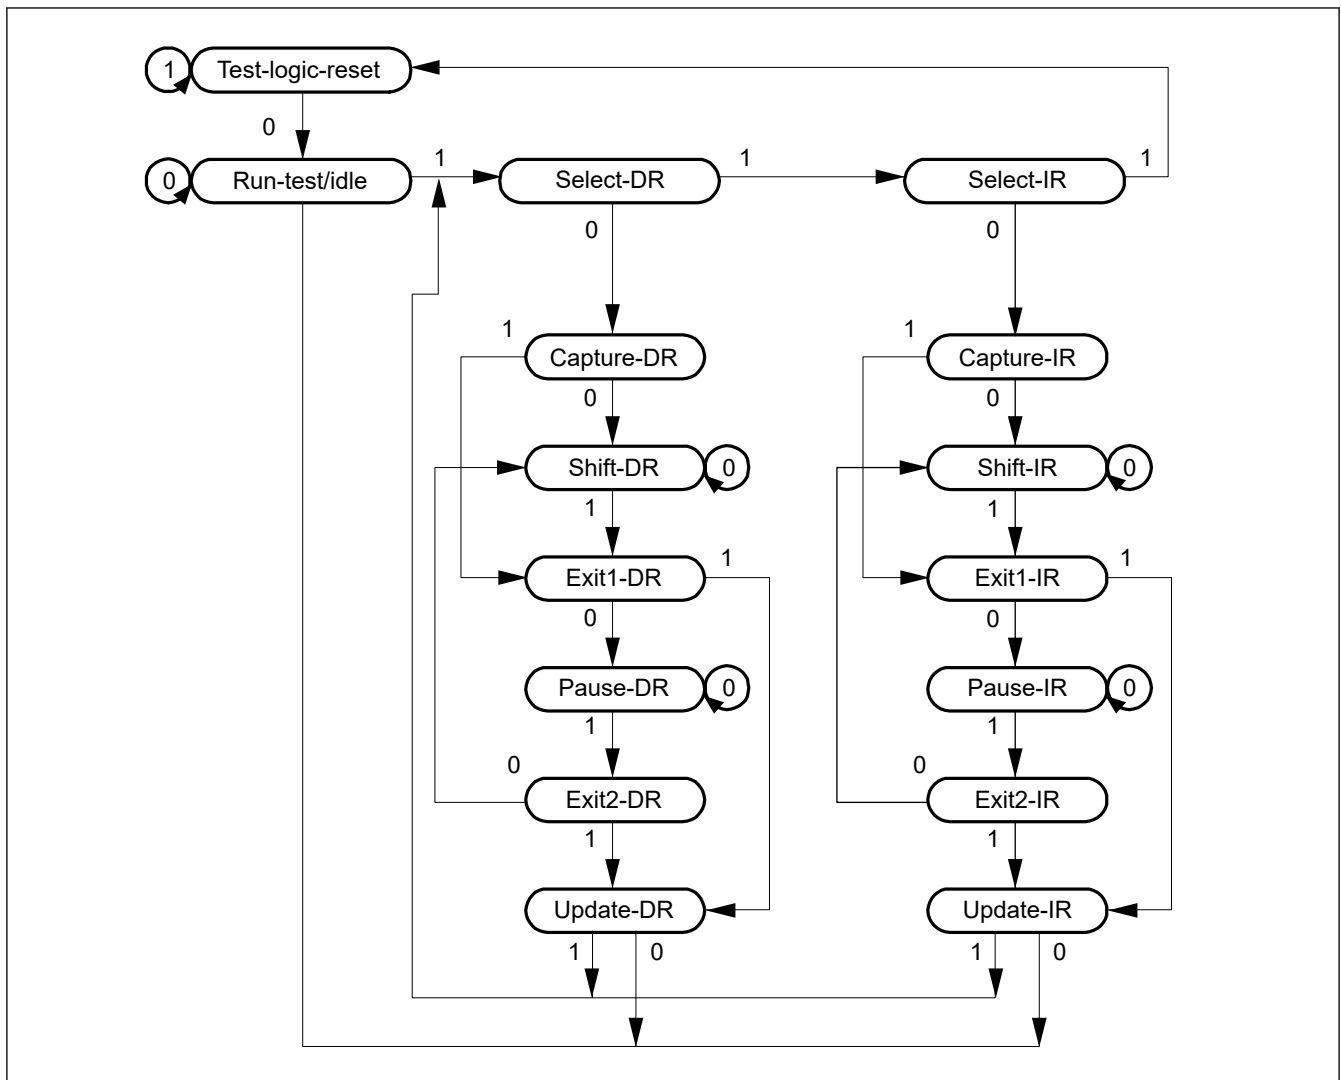 1
Test-logic-reset
0
0
Run-test/idle
1
Select-DR
1
Select-IR
1
0
0
1
Capture-DR
1
Capture-IR
0
0
Shift-DR
0
Shift-IR
0
1
1
Exit1-DR
1
Exit1-IR
1
0
0
Pause-DR
0
Pause-IR
0
1
1
0
0
Exit2-DR
Exit2-IR
1
1
Update-DR
Update-IR
1
0
1
0